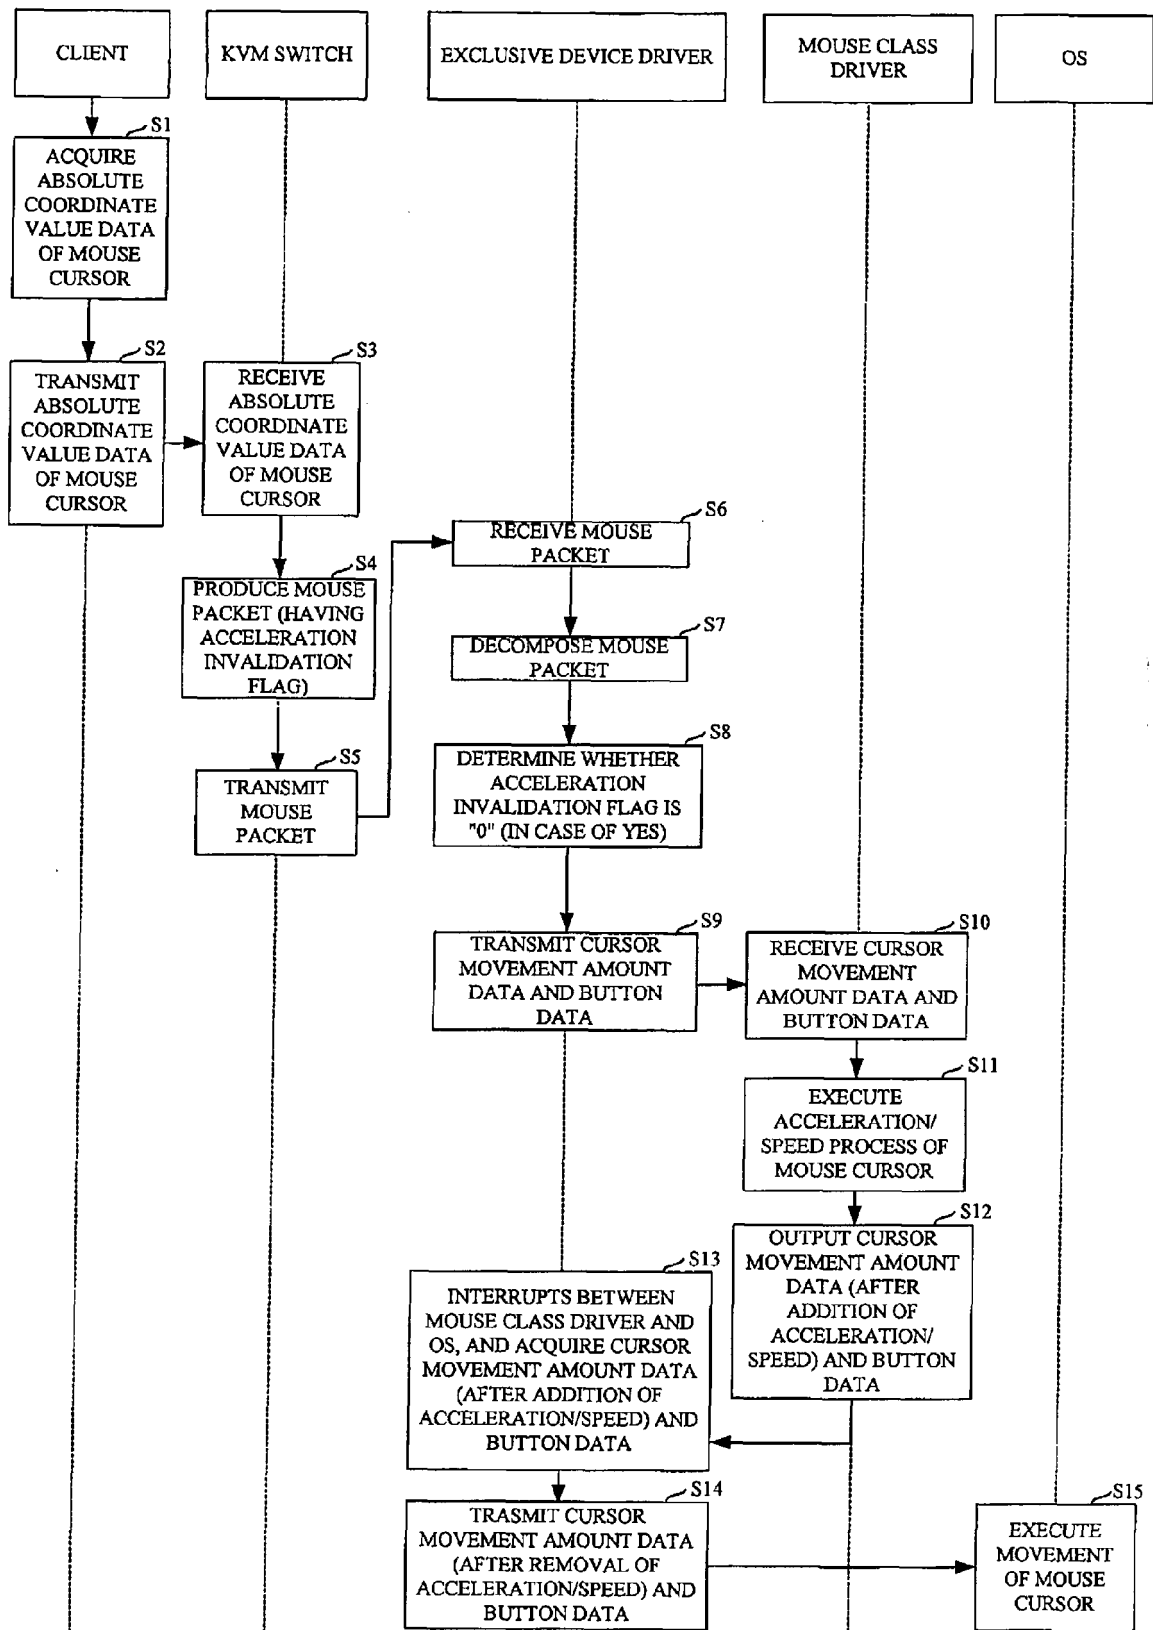 CLIENT
KVM SWITCH
EXCLUSIVE DEVICE DRIVER
MOUSE CLASS
DRIVER
OS
S1
ACQUIRE
ABSOLUTE
COORDINATE
VALUE DATA
OF MOUSE
CURSOR
S2
TRANSMIT
ABSOLUTE
COORDINATE
VALUE DATA
OF MOUSE
CURSOR
S3
RECEIVE
ABSOLUTE
COORDINATE
VALUE DATA
OF MOUSE
CURSOR
S4
PRODUCE MOUSE
PACKET (HAVING
ACCELERATION
INVALIDATION
FLAG)
S5
TRANSMIT
MOUSE
PACKET
S6
RECEIVE MOUSE
PACKET
S7
DECOMPOSE MOUSE
PACKET
S8
DETERMINE WHETHER
ACCELERATION
INVALIDATION FLAG IS
"0" (IN CASE OF YES)
S9
TRANSMIT CURSOR
MOVEMENT AMOUNT
DATA AND BUTTON
DATA
S10
RECEIVE CURSOR
MOVEMENT
AMOUNT DATA AND
BUTTON DATA
S11
EXECUTE
ACCELERATION/
SPEED PROCESS OF
MOUSE CURSOR
S12
OUTPUT CURSOR
MOVEMENT AMOUNT
DATA (AFTER
ADDITION OF
ACCELERATION/
SPEED) AND BUTTON
DATA
S13
INTERRUPTS BETWEEN
MOUSE CLASS DRIVER AND
OS, AND ACQUIRE CURSOR
MOVEMENT AMOUNT DATA
(AFTER ADDITION OF
ACCELERATION/SPEED) AND
BUTTON DATA
S14
TRASMIT CURSOR
MOVEMENT AMOUNT DATA
(AFTER REMOVAL OF
ACCELERATION/SPEED) AND
BUTTON DATA
S15
EXECUTE
MOVEMENT
OF MOUSE
CURSOR